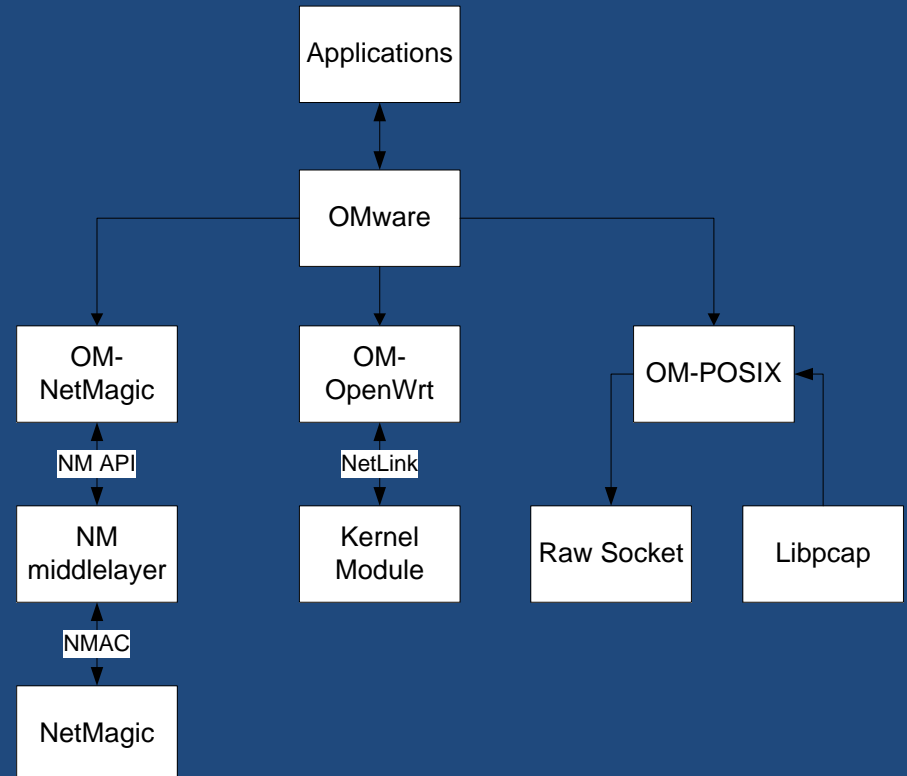 Applications
OMware
OM-
NetMagic
OM-
OpenWrt
OM-POSIX
NM API
NetLink
NM
middlelayer
Kernel
Module
Raw Socket
Libpcap
NMAC
NetMagic